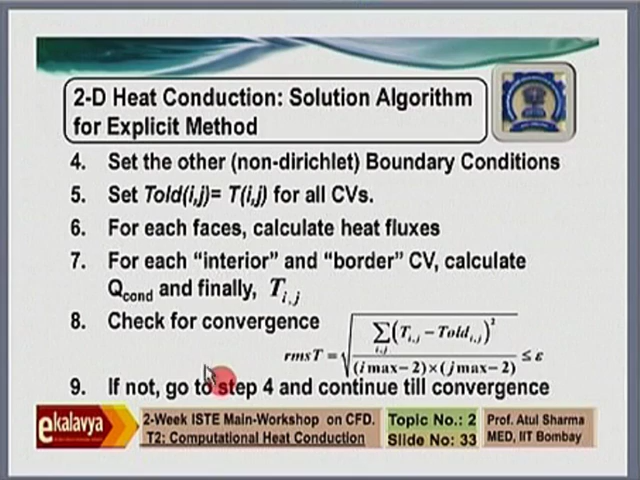 2-D Heat Conduction: Solution Algorithm
for Explicit Method
4. Set the other (non-dirichlet) Boundary Conditions
5. Set Told(i,j)= T(i,j) for all CVs.
6. For each faces, calculate heat fluxes
7. For each “interior” and “border” CV, calculate
Qcond and finally, Ti,j
8. Check for convergence
rmsT = √(∑i,j(Ti,j − Toldi,j)² / (i max− 2)×(j max− 2)) ≤ ε
9. If not, go to step 4 and continue till convergence
ekalavya
2-Week ISTE Main-Workshop on CFD.
T2: Computational Heat Conduction
Topic No.: 2
Slide No: 33
Prof. Atul Sharma
MED, IIT Bombay